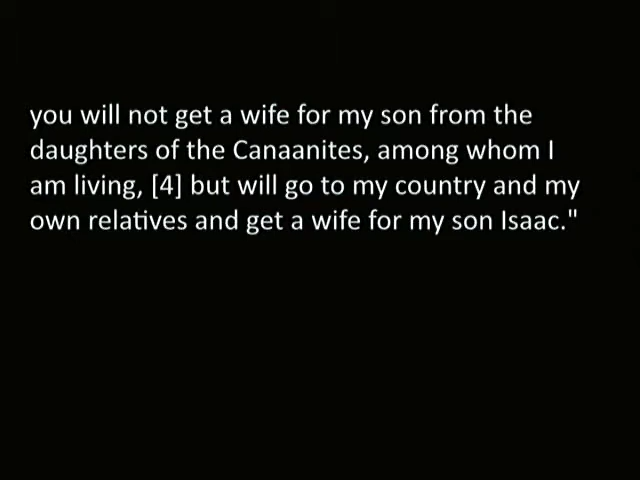 you will not get a wife for my son from the
daughters of the Canaanites, among whom I
am living, [4] but will go to my country and my
own relatives and get a wife for my son Isaac."